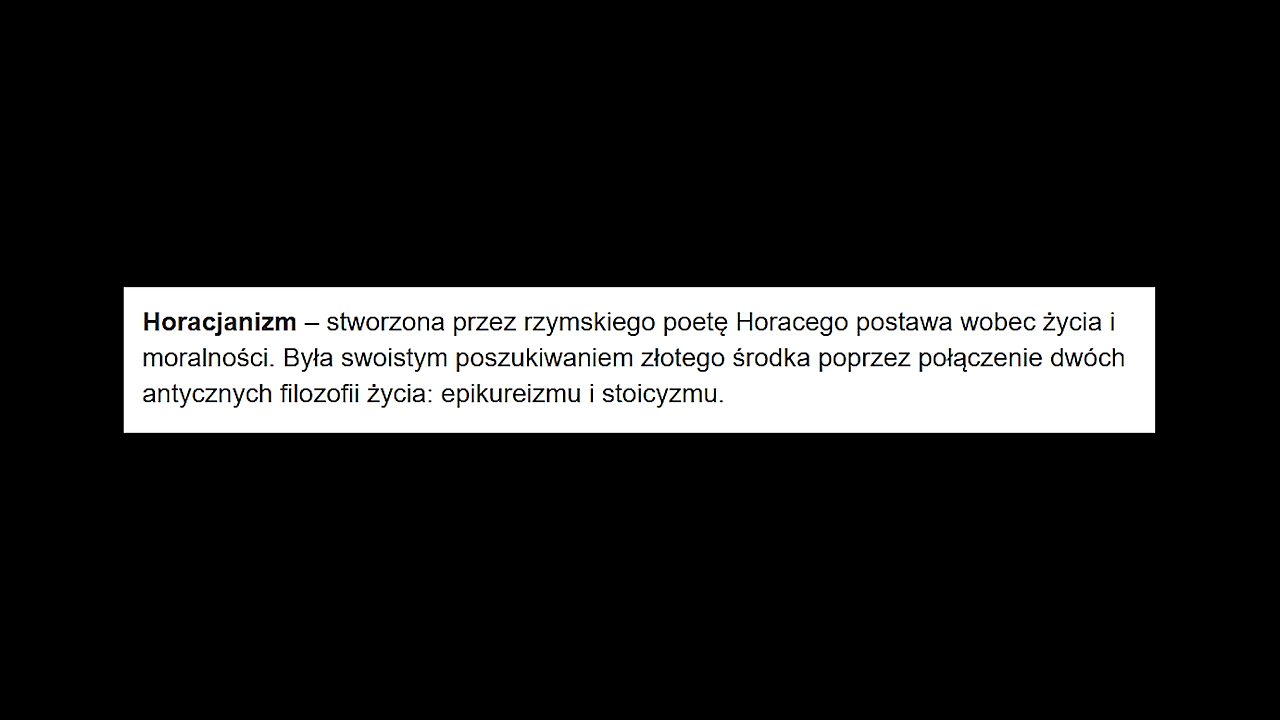 Horacjanizm – stworzona przez rzymskiego poetę Horacego postawa wobec życia i
moralności. Była swoistym poszukiwaniem złotego środka poprzez połączenie dwóch
antycznych filozofii życia: epikureizmu i stoicyzmu.